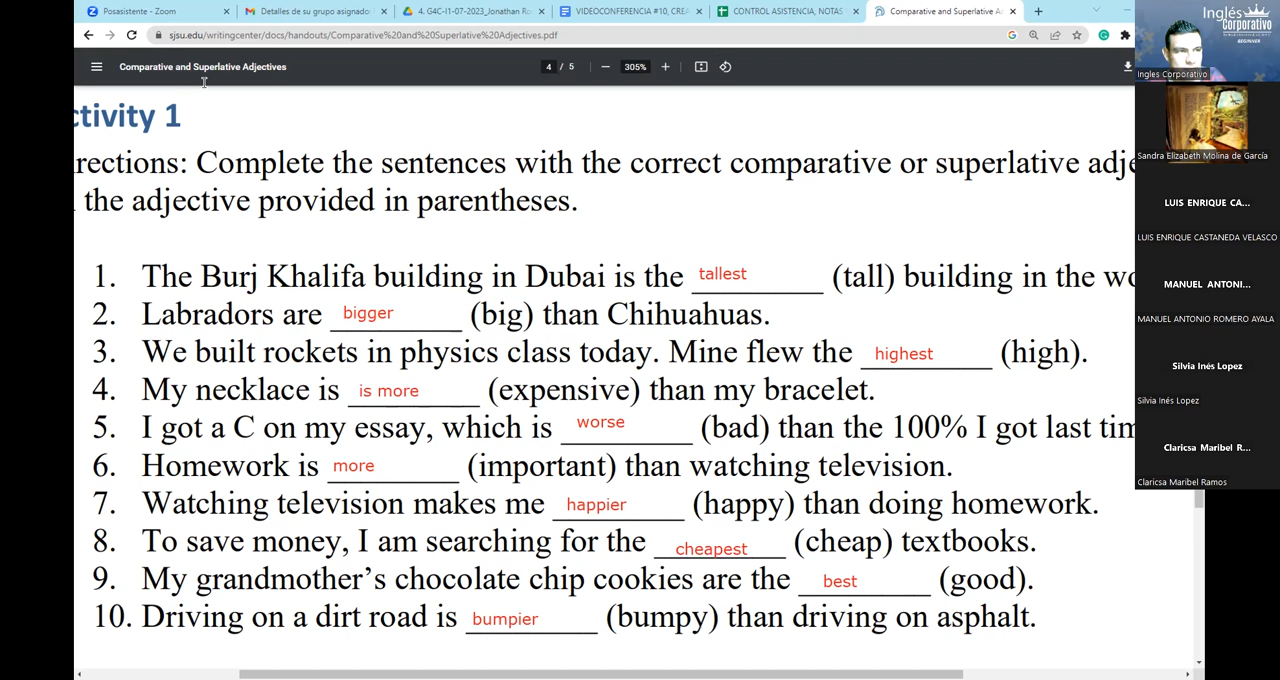 Posasistente - Zoom
Detalles de su grupo asignado
4. G4C-I1-07-2023_Jonathan Ro
VIDEOCONFERENCIA #10, CREA
CONTROL ASISTENCIA, NOTAS
Comparative and Superlative Ad
sjsu.edu/writingcenter/docs/handouts/Comparative%20and%20Superlative%20Adjectives.pdf
Comparative and Superlative Adjectives
4 / 5
305%
ctivity 1
rections: Complete the sentences with the correct comparative or superlative adje
the adjective provided in parentheses.
1. The Burj Khalifa building in Dubai is the tallest (tall) building in the wo
2. Labradors are bigger (big) than Chihuahuas.
3. We built rockets in physics class today. Mine flew the highest (high).
4. My necklace is is more (expensive) than my bracelet.
5. I got a C on my essay, which is worse (bad) than the 100% I got last tim
6. Homework is more (important) than watching television.
7. Watching television makes me happier (happy) than doing homework.
8. To save money, I am searching for the cheapest (cheap) textbooks.
9. My grandmother’s chocolate chip cookies are the best (good).
10. Driving on a dirt road is bumpier (bumpy) than driving on asphalt.
Inglés
Corporativo
BEGINNER
Ingles Corporativo
Sandra Elizabeth Molina de García
LUIS ENRIQUE CA...
LUIS ENRIQUE CASTANEDA VELASCO
MANUEL ANTONI...
MANUEL ANTONIO ROMERO AYALA
Silvia Inés Lopez
Silvia Inés Lopez
Claricsa Maribel R...
Claricsa Maribel Ramos